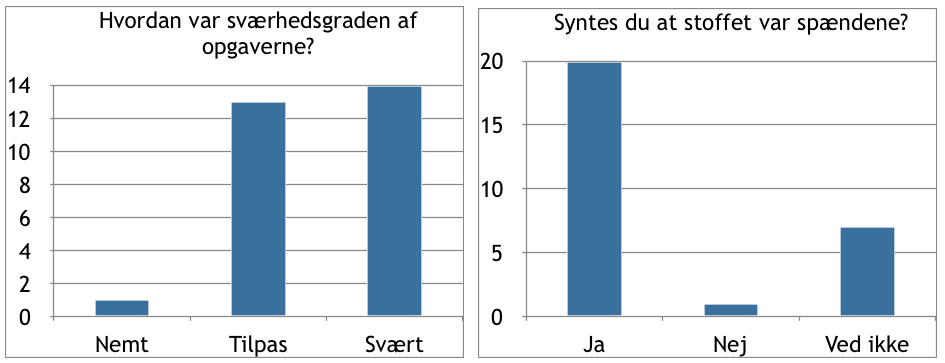 Hvordan var sværhedsgraden af
opgaverne?
14
12
10
8
6
4
2
0
Nemt Tilpas Svært
Syntes du at stoffet var spændene?
20
15
10
5
0
Ja Nej Ved ikke